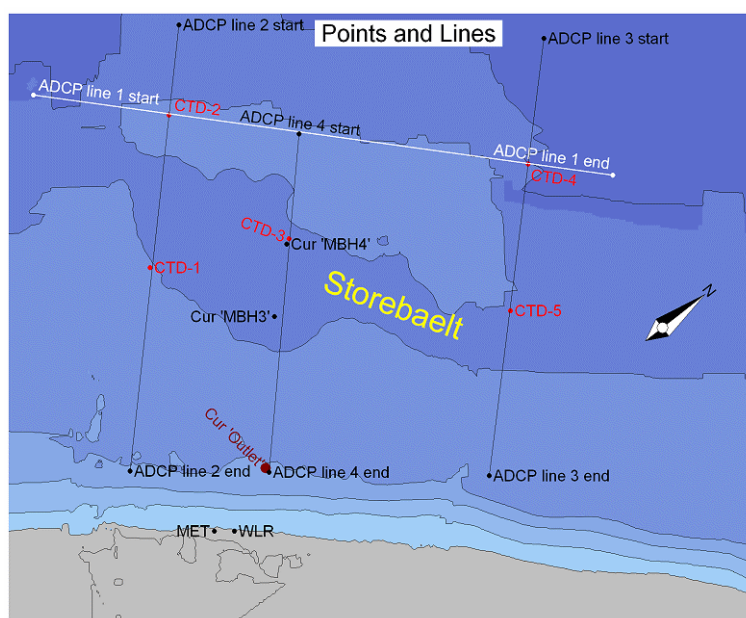 ADCP line 2 start
Points and Lines
ADCP line 3 start
ADCP line 1 start
CTD-2
ADCP line 4 start
ADCP line 1 end
CTD-4
CTD-3
Cur 'MBH4'
CTD-1
Storebaelt
N
Cur 'MBH3'
CTD-5
Cur 'Outlet'
ADCP line 2 end
ADCP line 4 end
ADCP line 3 end
MET
WLR